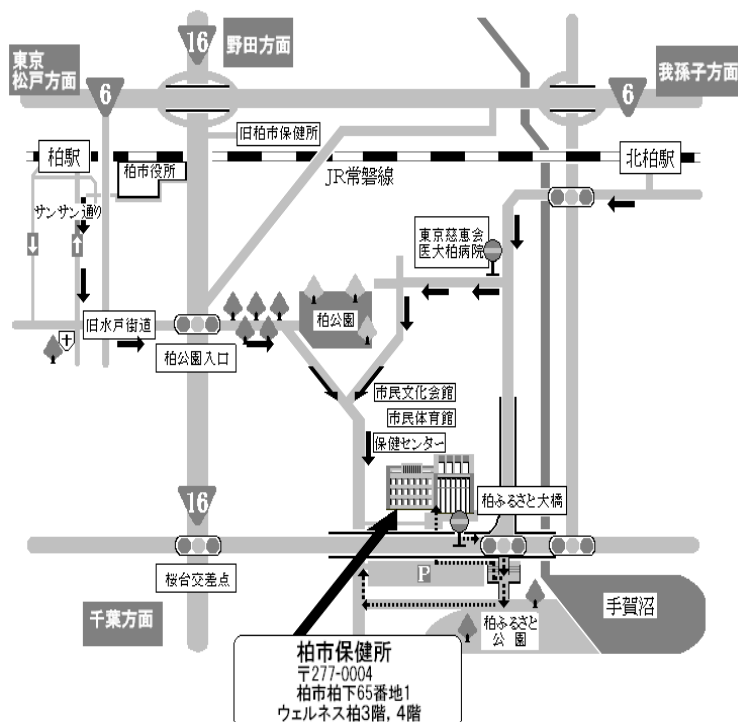 16
野田方面
東京
松戸方面
6
6
我孫子方面
旧柏市保健所
柏駅
柏市役所
JR常磐線
北柏駅
サンサン通り
東京慈恵会
医大柏病院
柏公園
旧水戸街道
柏公園入口
市民文化会館
市民体育館
保健センター
16
柏ふるさと大橋
桜台交差点
P
千葉方面
柏ふるさと
公園
手賀沼
柏市保健所
〒277-0004
柏市柏下65番地1
ウェルネス柏3階,4階